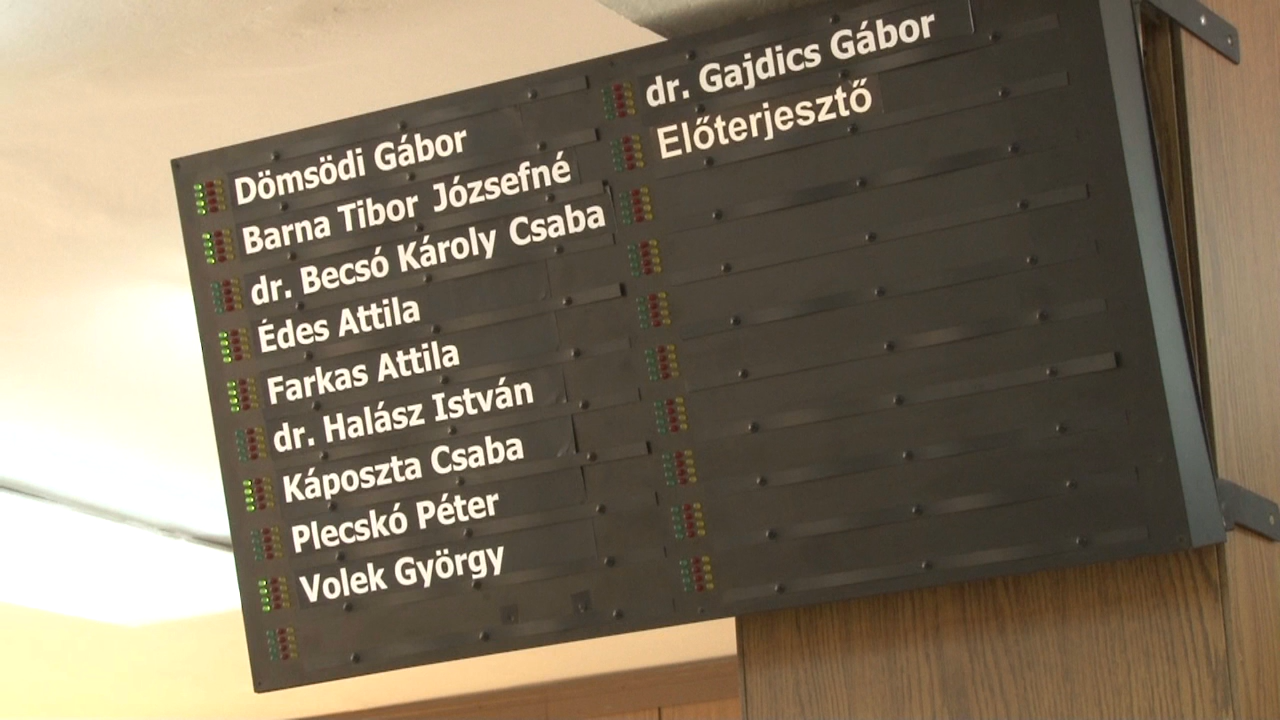 Dömsödi Gábor
Barna Tibor Józsefné
dr. Becsó Károly Csaba
Édes Attila
Farkas Attila
dr. Halász István
Káposzta Csaba
Plecskó Péter
Volek György
dr. Gajdics Gábor
Előterjesztő